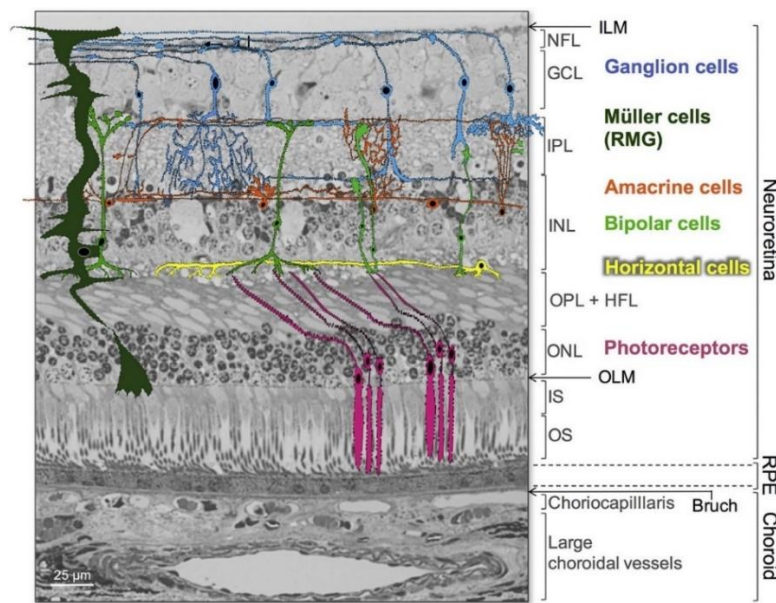 ILM
NFL
GCL
Ganglion cells
Müller cells
(RMG)
IPL
Amacrine cells
Bipolar cells
INL
Horizontal cells
OPL + HFL
ONL
Photoreceptors
OLM
IS
OS
Neuroretina
RPE
Choriocapilllaris
Bruch
Large
choroidal vessels
Choroid
25 µm